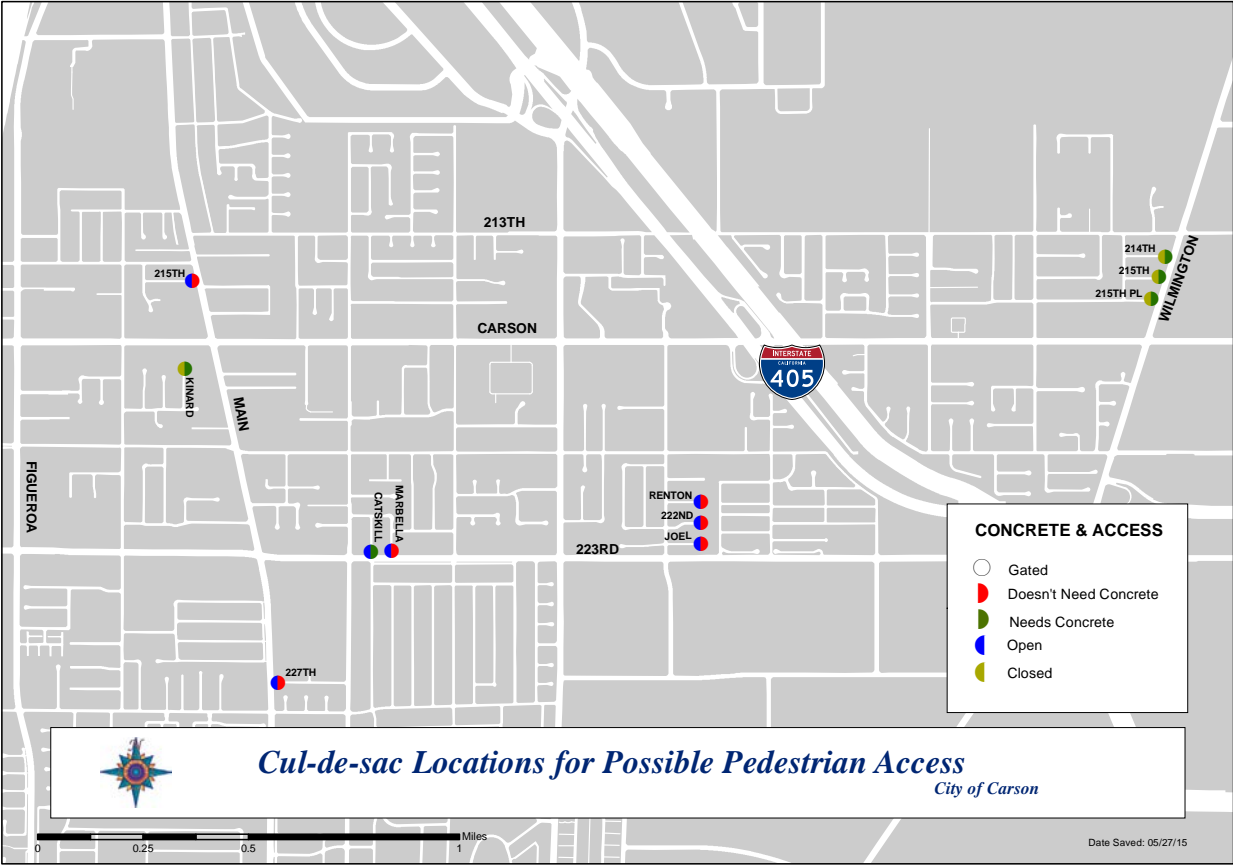 213TH
214TH
215TH
215TH
215TH PL
WILMINGTON
CARSON
INTERSTATE
CALIFORNIA
405
KINARD
MAIN
FIGUEROA
CATSKILL
MARBELLA
RENTON
222ND
JOEL
223RD
227TH
CONCRETE & ACCESS
Gated
Doesn't Need Concrete
Needs Concrete
Open
Closed
Cul-de-sac Locations for Possible Pedestrian Access
City of Carson
Miles
0 0.25 0.5 1
Date Saved: 05/27/15